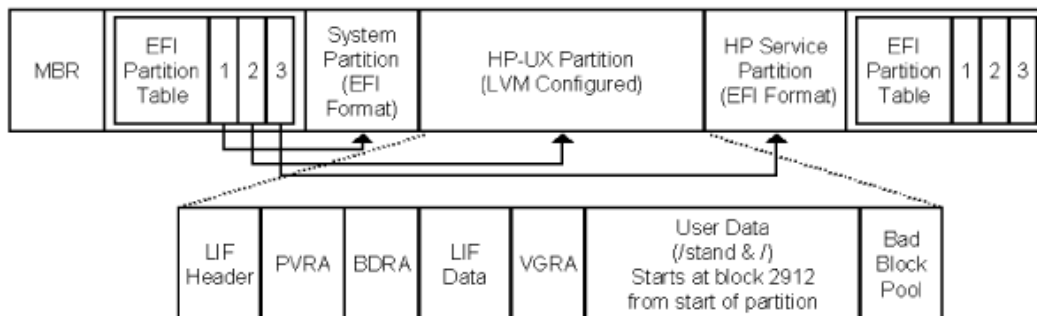 MBR
EFI
Partition
Table
1
2
3
System
Partition
(EFI
Format)
HP-UX Partition
(LVM Configured)
HP Service
Partition
(EFI Format)
EFI
Partition
Table
1
2
3
LIF
Header
PVRA
BDRA
LIF
Data
VGRA
User Data
(/stand & /)
Starts at block 2912
from start of partition
Bad
Block
Pool